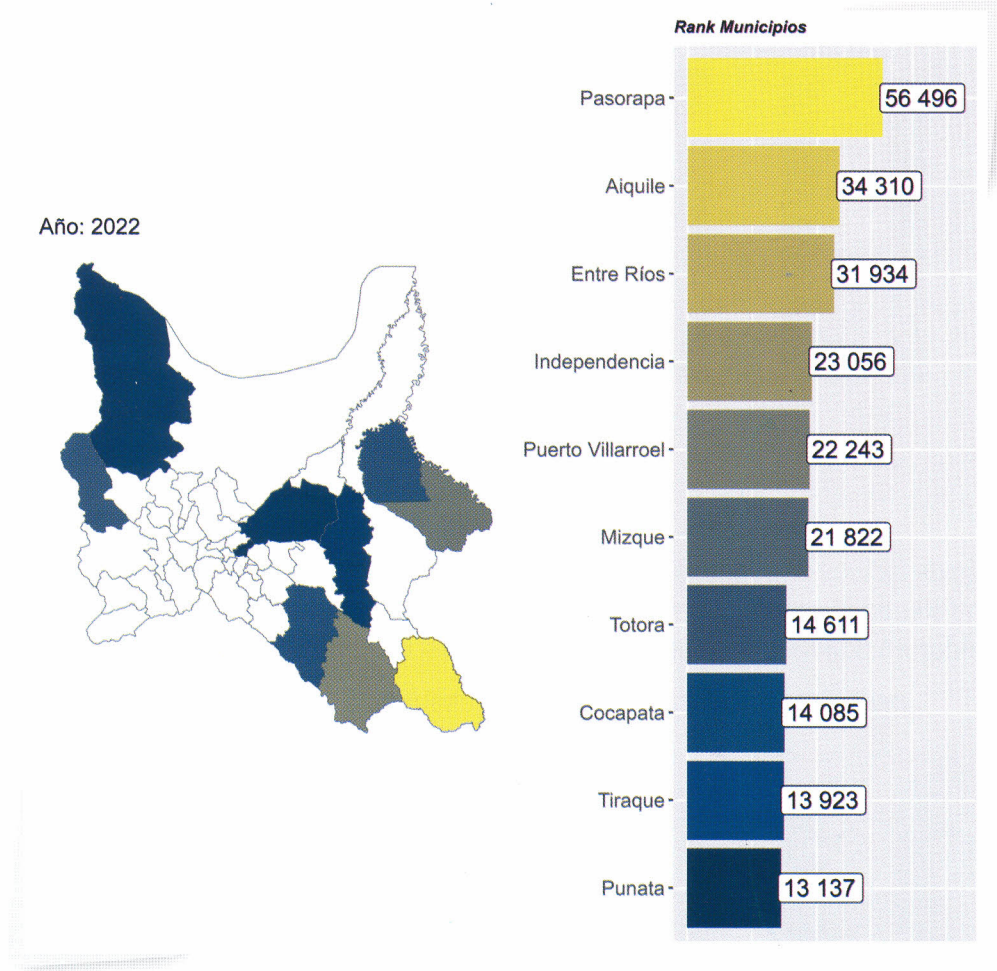 Rank Municipios
Pasorapa
56 496
Aiquile
34 310
Año: 2022
Entre Ríos
31 934
Independencia
23 056
Puerto Villarroel
22 243
Mizque
21 822
Totora
14 611
Cocapata
14 085
Tiraque
13 923
Punata
13 137